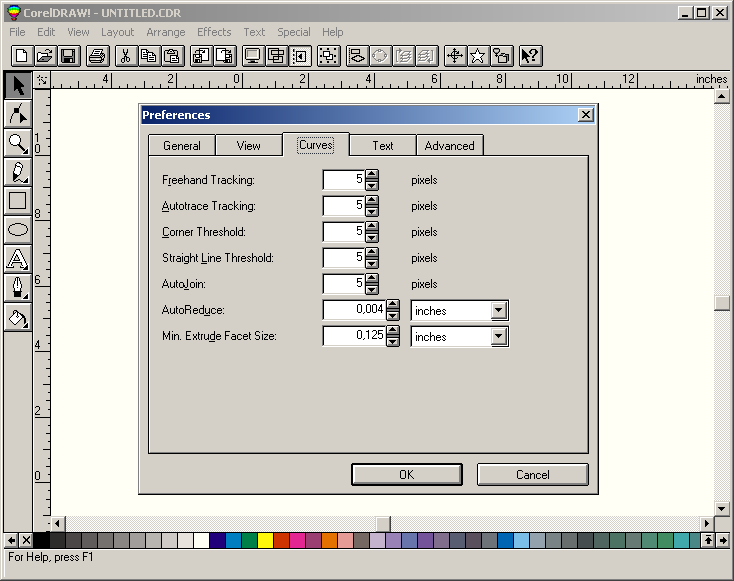 CorelDRAW! - UNTITLED.CDR
File Edit View Layout Arrange Effects Text Special Help
4 2 0 2 4 6 8 10 12 inches
Preferences
General View Curves Text Advanced
Freehand Tracking: 5 pixels
Autotrace Tracking: 5 pixels
Corner Threshold: 5 pixels
Straight Line Threshold: 5 pixels
AutoJoin: 5 pixels
AutoReduce: 0,004 inches
Min. Extrude Facet Size: 0,125 inches
OK Cancel
10
8
6
4
2
0
For Help, press F1